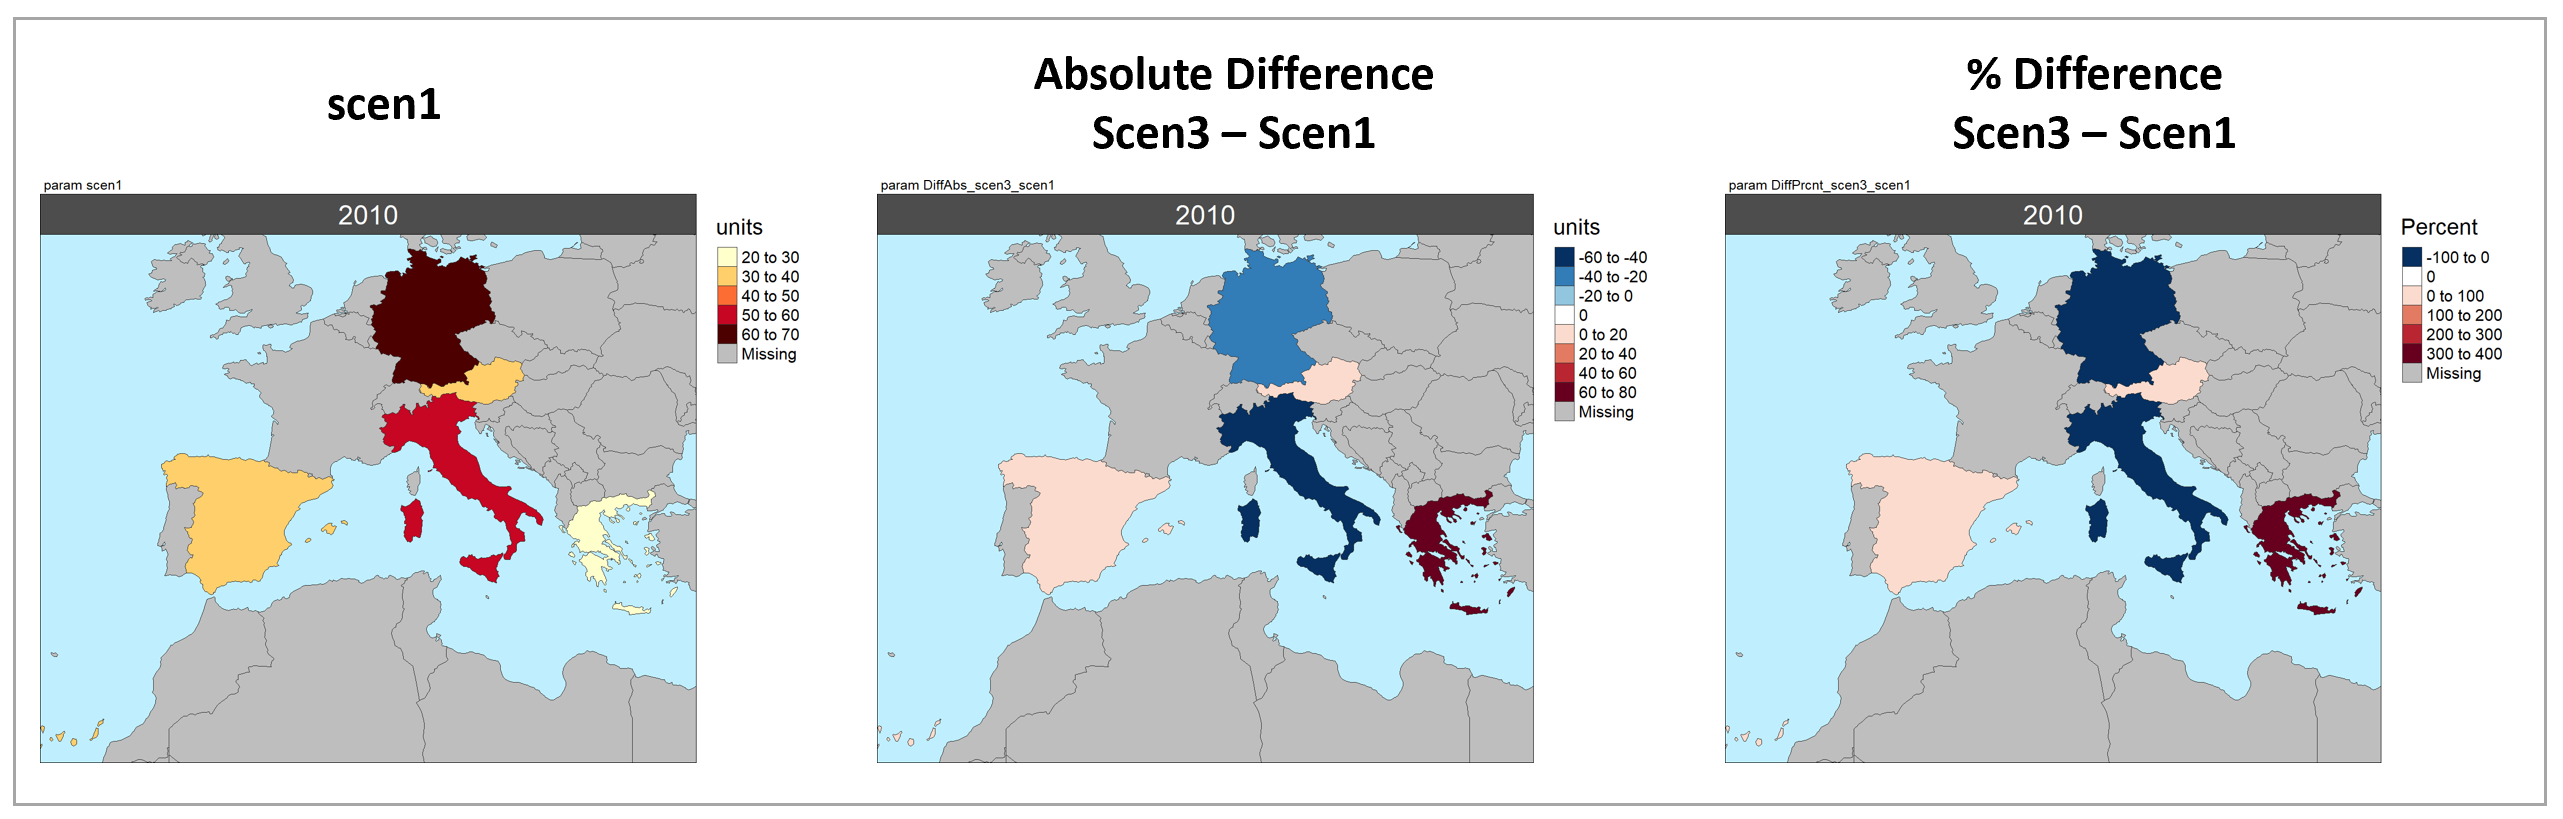 scen1
Absolute Difference
Scen3 – Scen1
% Difference
Scen3 – Scen1
param scen1
2010
units
20 to 30
30 to 40
40 to 50
50 to 60
60 to 70
Missing
param DiffAbs_scen3_scen1
2010
units
-60 to -40
-40 to -20
-20 to 0
0
0 to 20
20 to 40
40 to 60
60 to 80
Missing
param DiffPrcnt_scen3_scen1
2010
Percent
-100 to 0
0
0 to 100
100 to 200
200 to 300
300 to 400
Missing